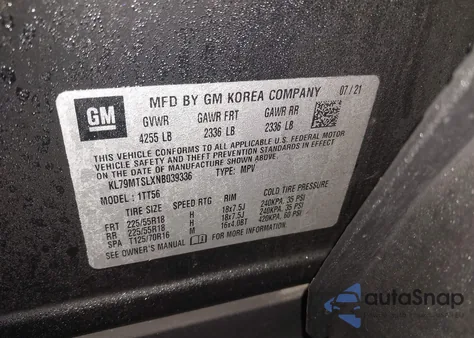 GM
MFD BY GM KOREA COMPANY 07/21
GVWR GAWR FRT GAWR RR
4255 LB 2336 LB 2336 LB
THIS VEHICLE CONFORMS TO ALL APPLICABLE U.S. FEDERAL MOTOR
VEHICLE SAFETY AND THEFT PREVENTION STANDARDS IN EFFECT ON
THE DATE OF MANUFACTURE SHOWN ABOVE.
KL79MTSLXNB039336 TYPE: MPV
MODEL: 1TT56
TIRE SIZE SPEED RTG RIM
FRT 225/55R18 H 18x7.5J 240KPA, 35 PSI
RR 225/55R18 H 18x7.5J 240KPA, 35 PSI
SPA T125/70R16 M 16x4.0BT 420KPA, 60 PSI
SEE OWNER'S MANUAL FOR MORE INFORMATION.
autoSnap